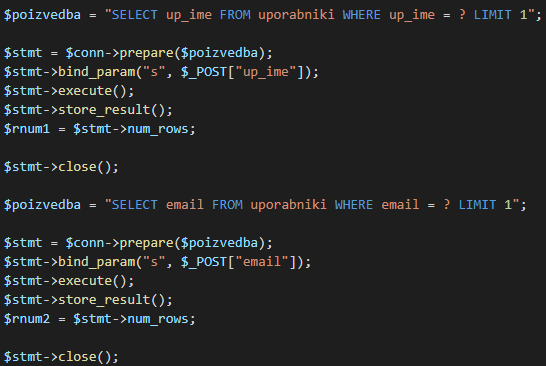 $poizvedba = "SELECT up_ime FROM uporabniki WHERE up_ime = ? LIMIT 1";
$stmt = $conn->prepare($poizvedba);
$stmt->bind_param("s", $_POST["up_ime"]);
$stmt->execute();
$stmt->store_result();
$rnum1 = $stmt->num_rows;
$stmt->close();
$poizvedba = "SELECT email FROM uporabniki WHERE email = ? LIMIT 1";
$stmt = $conn->prepare($poizvedba);
$stmt->bind_param("s", $_POST["email"]);
$stmt->execute();
$stmt->store_result();
$rnum2 = $stmt->num_rows;
$stmt->close();